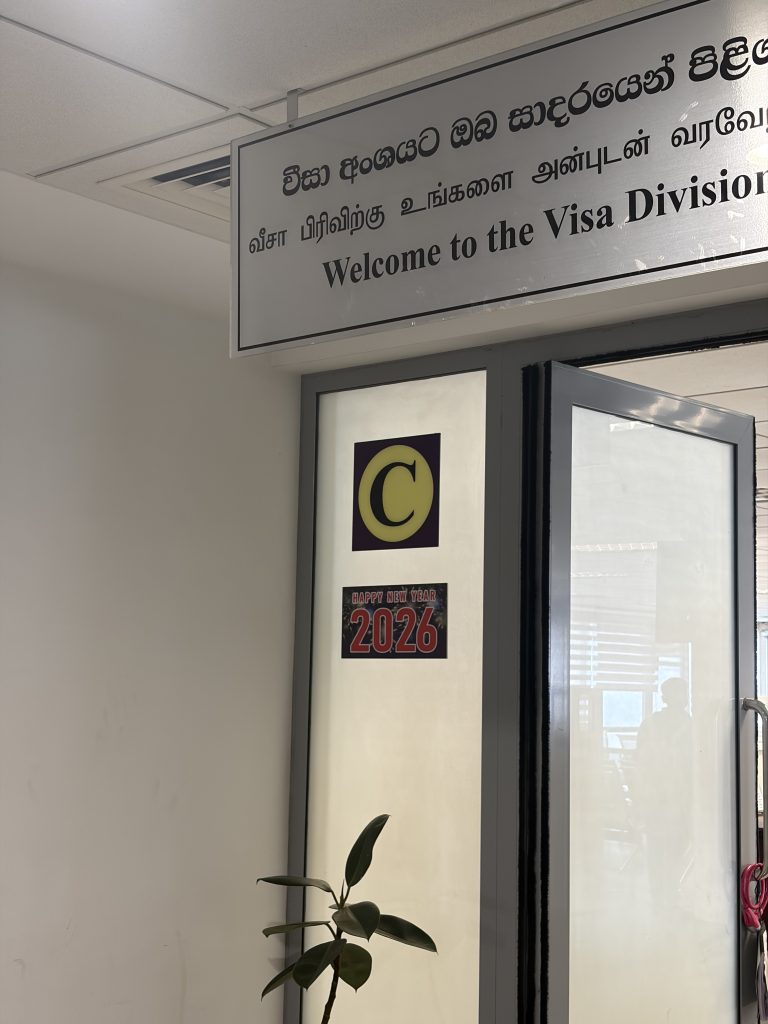 වීසා අංශයට ඔබ සාදරයෙන්
வீசா பிரிவிற்கு உங்களை அன்புடன்
Welcome to the Visa Division
C
HAPPY NEW YEAR
2026